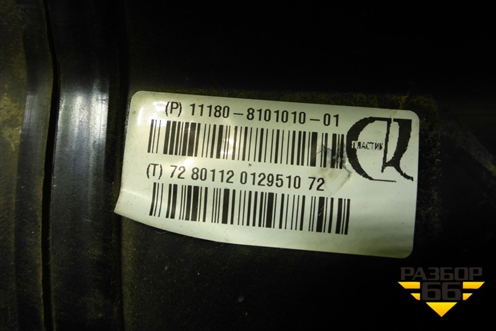 (P) 11180-8101010-01
ПЛАСТИК
(T) 72 80112 0129510 72
РАЗБОР
66